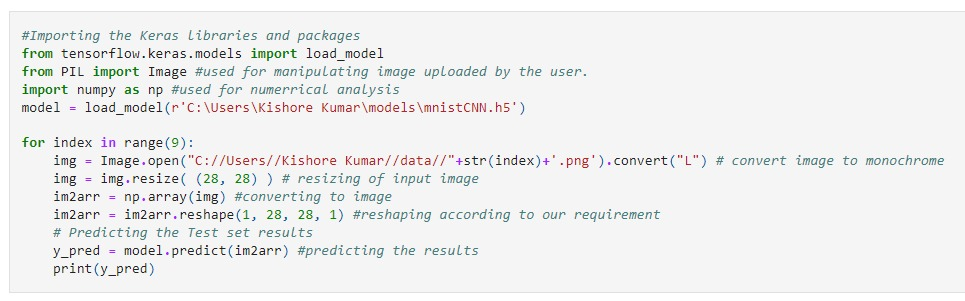 #Importing the Keras libraries and packages
from tensorflow.keras.models import load_model
from PIL import Image #used for manipulating image uploaded by the user.
import numpy as np #used for numerrical analysis
model = load_model(r'C:\Users\Kishore Kumar\models\mnistCNN.h5')
for index in range(9):
    img = Image.open("C://Users//Kishore Kumar//data//"+str(index)+'.png').convert("L") # convert image to monochrome
    img = img.resize( (28, 28) ) # resizing of input image
    im2arr = np.array(img) #converting to image
    im2arr = im2arr.reshape(1, 28, 28, 1) #reshaping according to our requirement
    # Predicting the Test set results
    y_pred = model.predict(im2arr) #predicting the results
    print(y_pred)